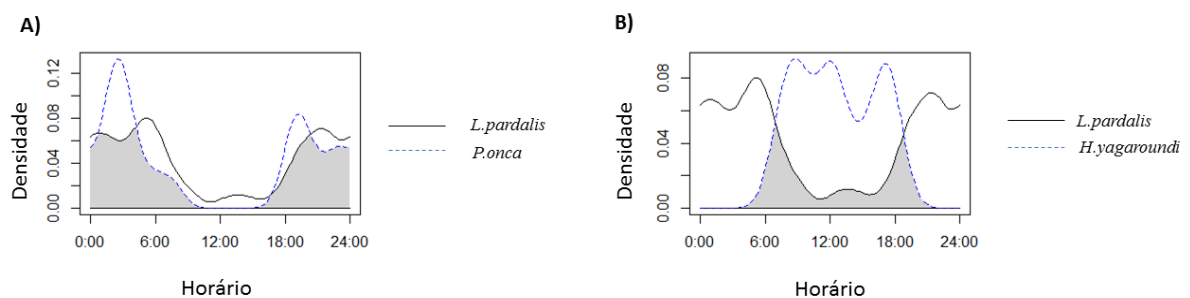 A)
Densidade
0.00 0.04 0.08 0.12
0:00 6:00 12:00 18:00 24:00
Horário
L.pardalis
P.onca
B)
Densidade
0.00 0.04 0.08
0:00 6:00 12:00 18:00 24:00
Horário
L.pardalis
H.yagaroundi